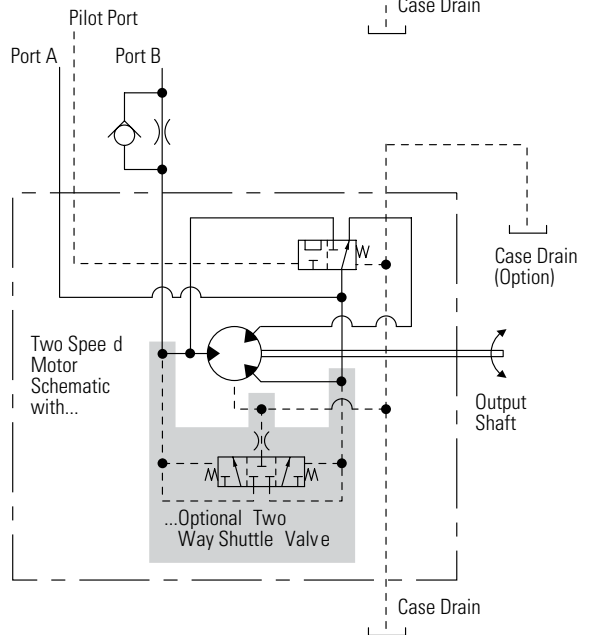 Case Drain
Pilot Port
Port A
Port B
Case Drain
(Option)
Two Spee d
Motor
Schematic
with...
Output
Shaft
...Optional Two
Way Shuttle Valve
Case Drain